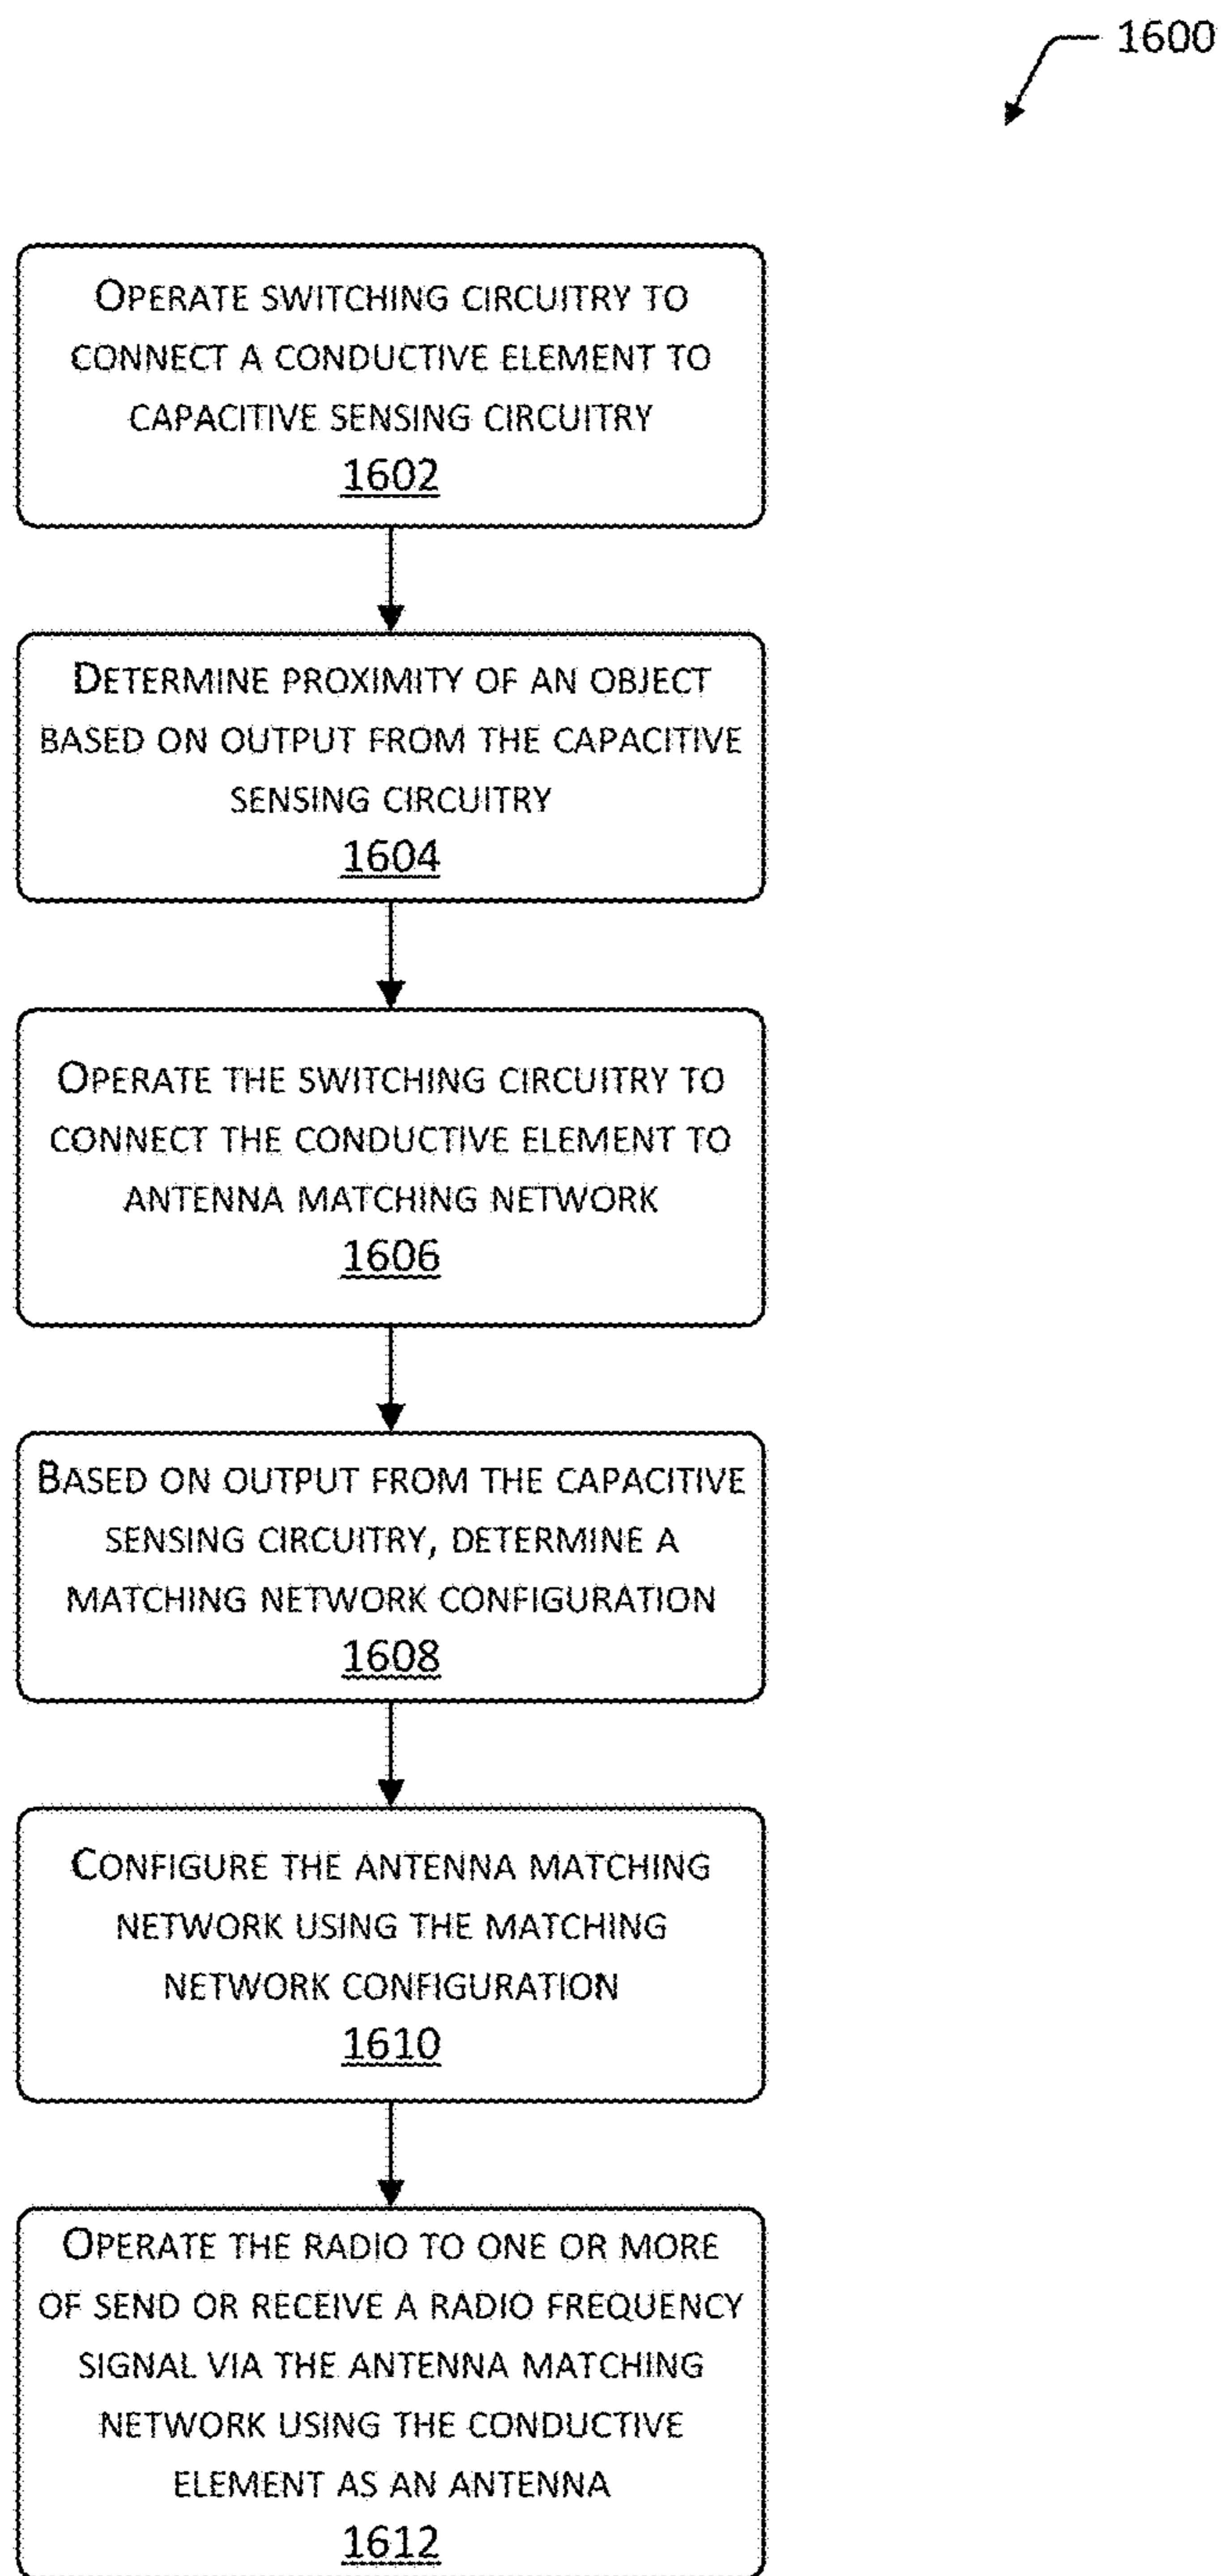 1600
OPERATE SWITCHING CIRCUITRY TO
CONNECT A CONDUCTIVE ELEMENT TO
CAPACITIVE SENSING CIRCUITRY
1602
DETERMINE PROXIMITY OF AN OBJECT
BASED ON OUTPUT FROM THE CAPACITIVE
SENSING CIRCUITRY
1604
OPERATE THE SWITCHING CIRCUITRY TO
CONNECT THE CONDUCTIVE ELEMENT TO
ANTENNA MATCHING NETWORK
1606
BASED ON OUTPUT FROM THE CAPACITIVE
SENSING CIRCUITRY, DETERMINE A
MATCHING NETWORK CONFIGURATION
1608
CONFIGURE THE ANTENNA MATCHING
NETWORK USING THE MATCHING
NETWORK CONFIGURATION
1610
OPERATE THE RADIO TO ONE OR MORE
OF SEND OR RECEIVE A RADIO FREQUENCY
SIGNAL VIA THE ANTENNA MATCHING
NETWORK USING THE CONDUCTIVE
ELEMENT AS AN ANTENNA
1612